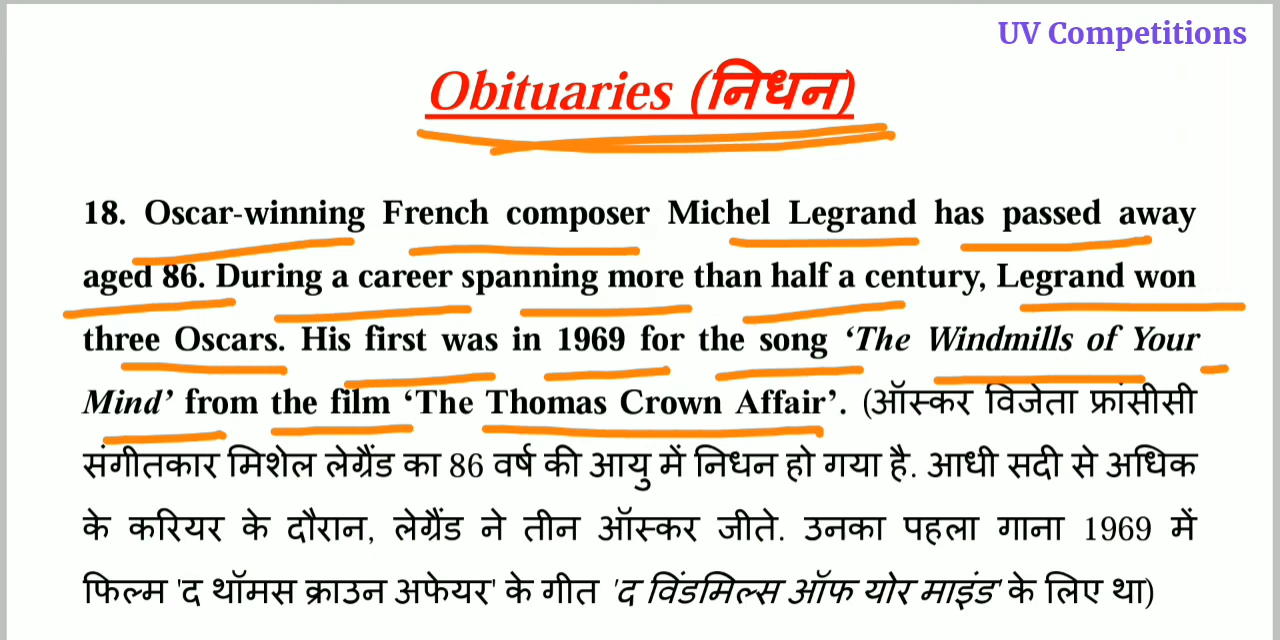 UV Competitions
Obituaries (निधन)
18. Oscar-winning French composer Michel Legrand has passed away
aged 86. During a career spanning more than half a century, Legrand won
three Oscars. His first was in 1969 for the song ‘The Windmills of Your
Mind’ from the film ‘The Thomas Crown Affair’. (ऑस्कर विजेता फ्रांसीसी
संगीतकार मिशेल लेग्रैंड का 86 वर्ष की आयु में निधन हो गया है. आधी सदी से अधिक
के करियर के दौरान, लेग्रैंड ने तीन ऑस्कर जीते. उनका पहला गाना 1969 में
फिल्म 'द थॉमस क्राउन अफेयर' के गीत 'द विंडमिल्स ऑफ योर माइंड' के लिए था)